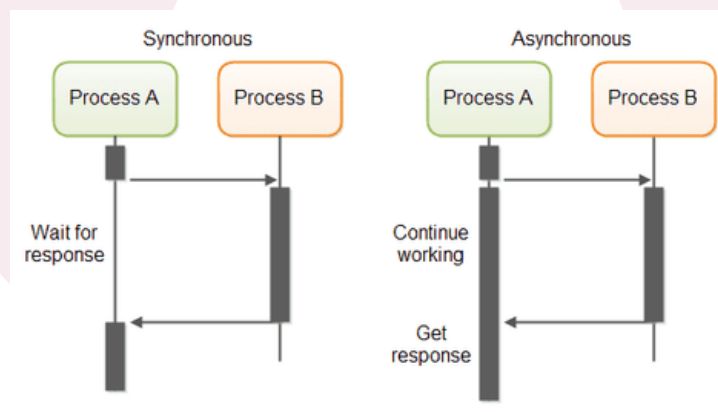 Synchronous
Process A
Process B
Wait for
response
Asynchronous
Process A
Process B
Continue
working
Get
response